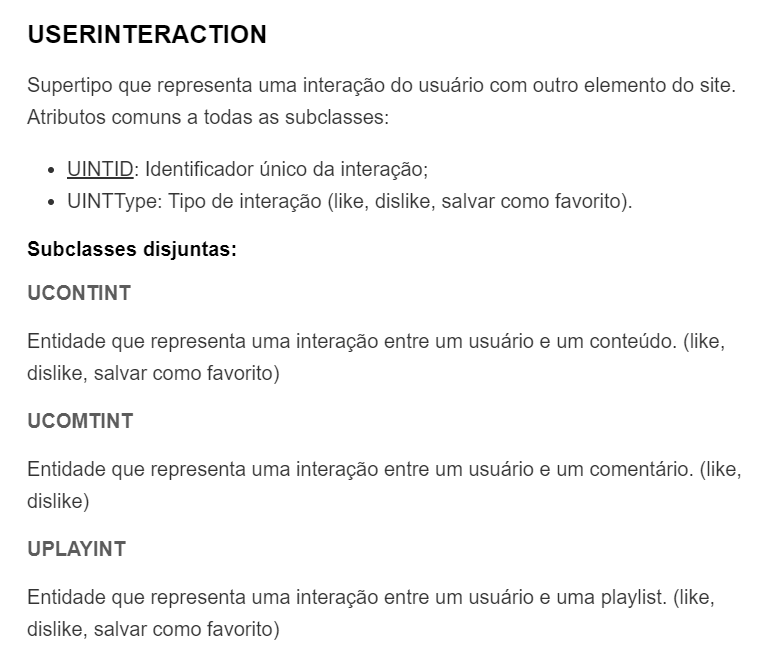 USERINTERACTION
Supertipo que representa uma interação do usuário com outro elemento do site.
Atributos comuns a todas as subclasses:
• UINTID: Identificador único da interação;
• UINTType: Tipo de interação (like, dislike, salvar como favorito).
Subclasses disjuntas:
UCONTINT
Entidade que representa uma interação entre um usuário e um conteúdo. (like,
dislike, salvar como favorito)
UCOMTINT
Entidade que representa uma interação entre um usuário e um comentário. (like,
dislike)
UPLAYINT
Entidade que representa uma interação entre um usuário e uma playlist. (like,
dislike, salvar como favorito)